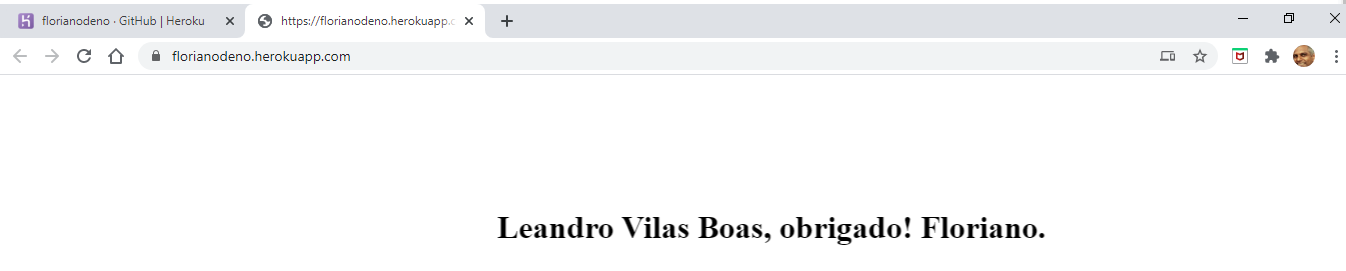 florianodeno · GitHub | Heroku
https://florianodeno.herokuapp.c
florianodeno.herokuapp.com
Leandro Vilas Boas, obrigado! Floriano.